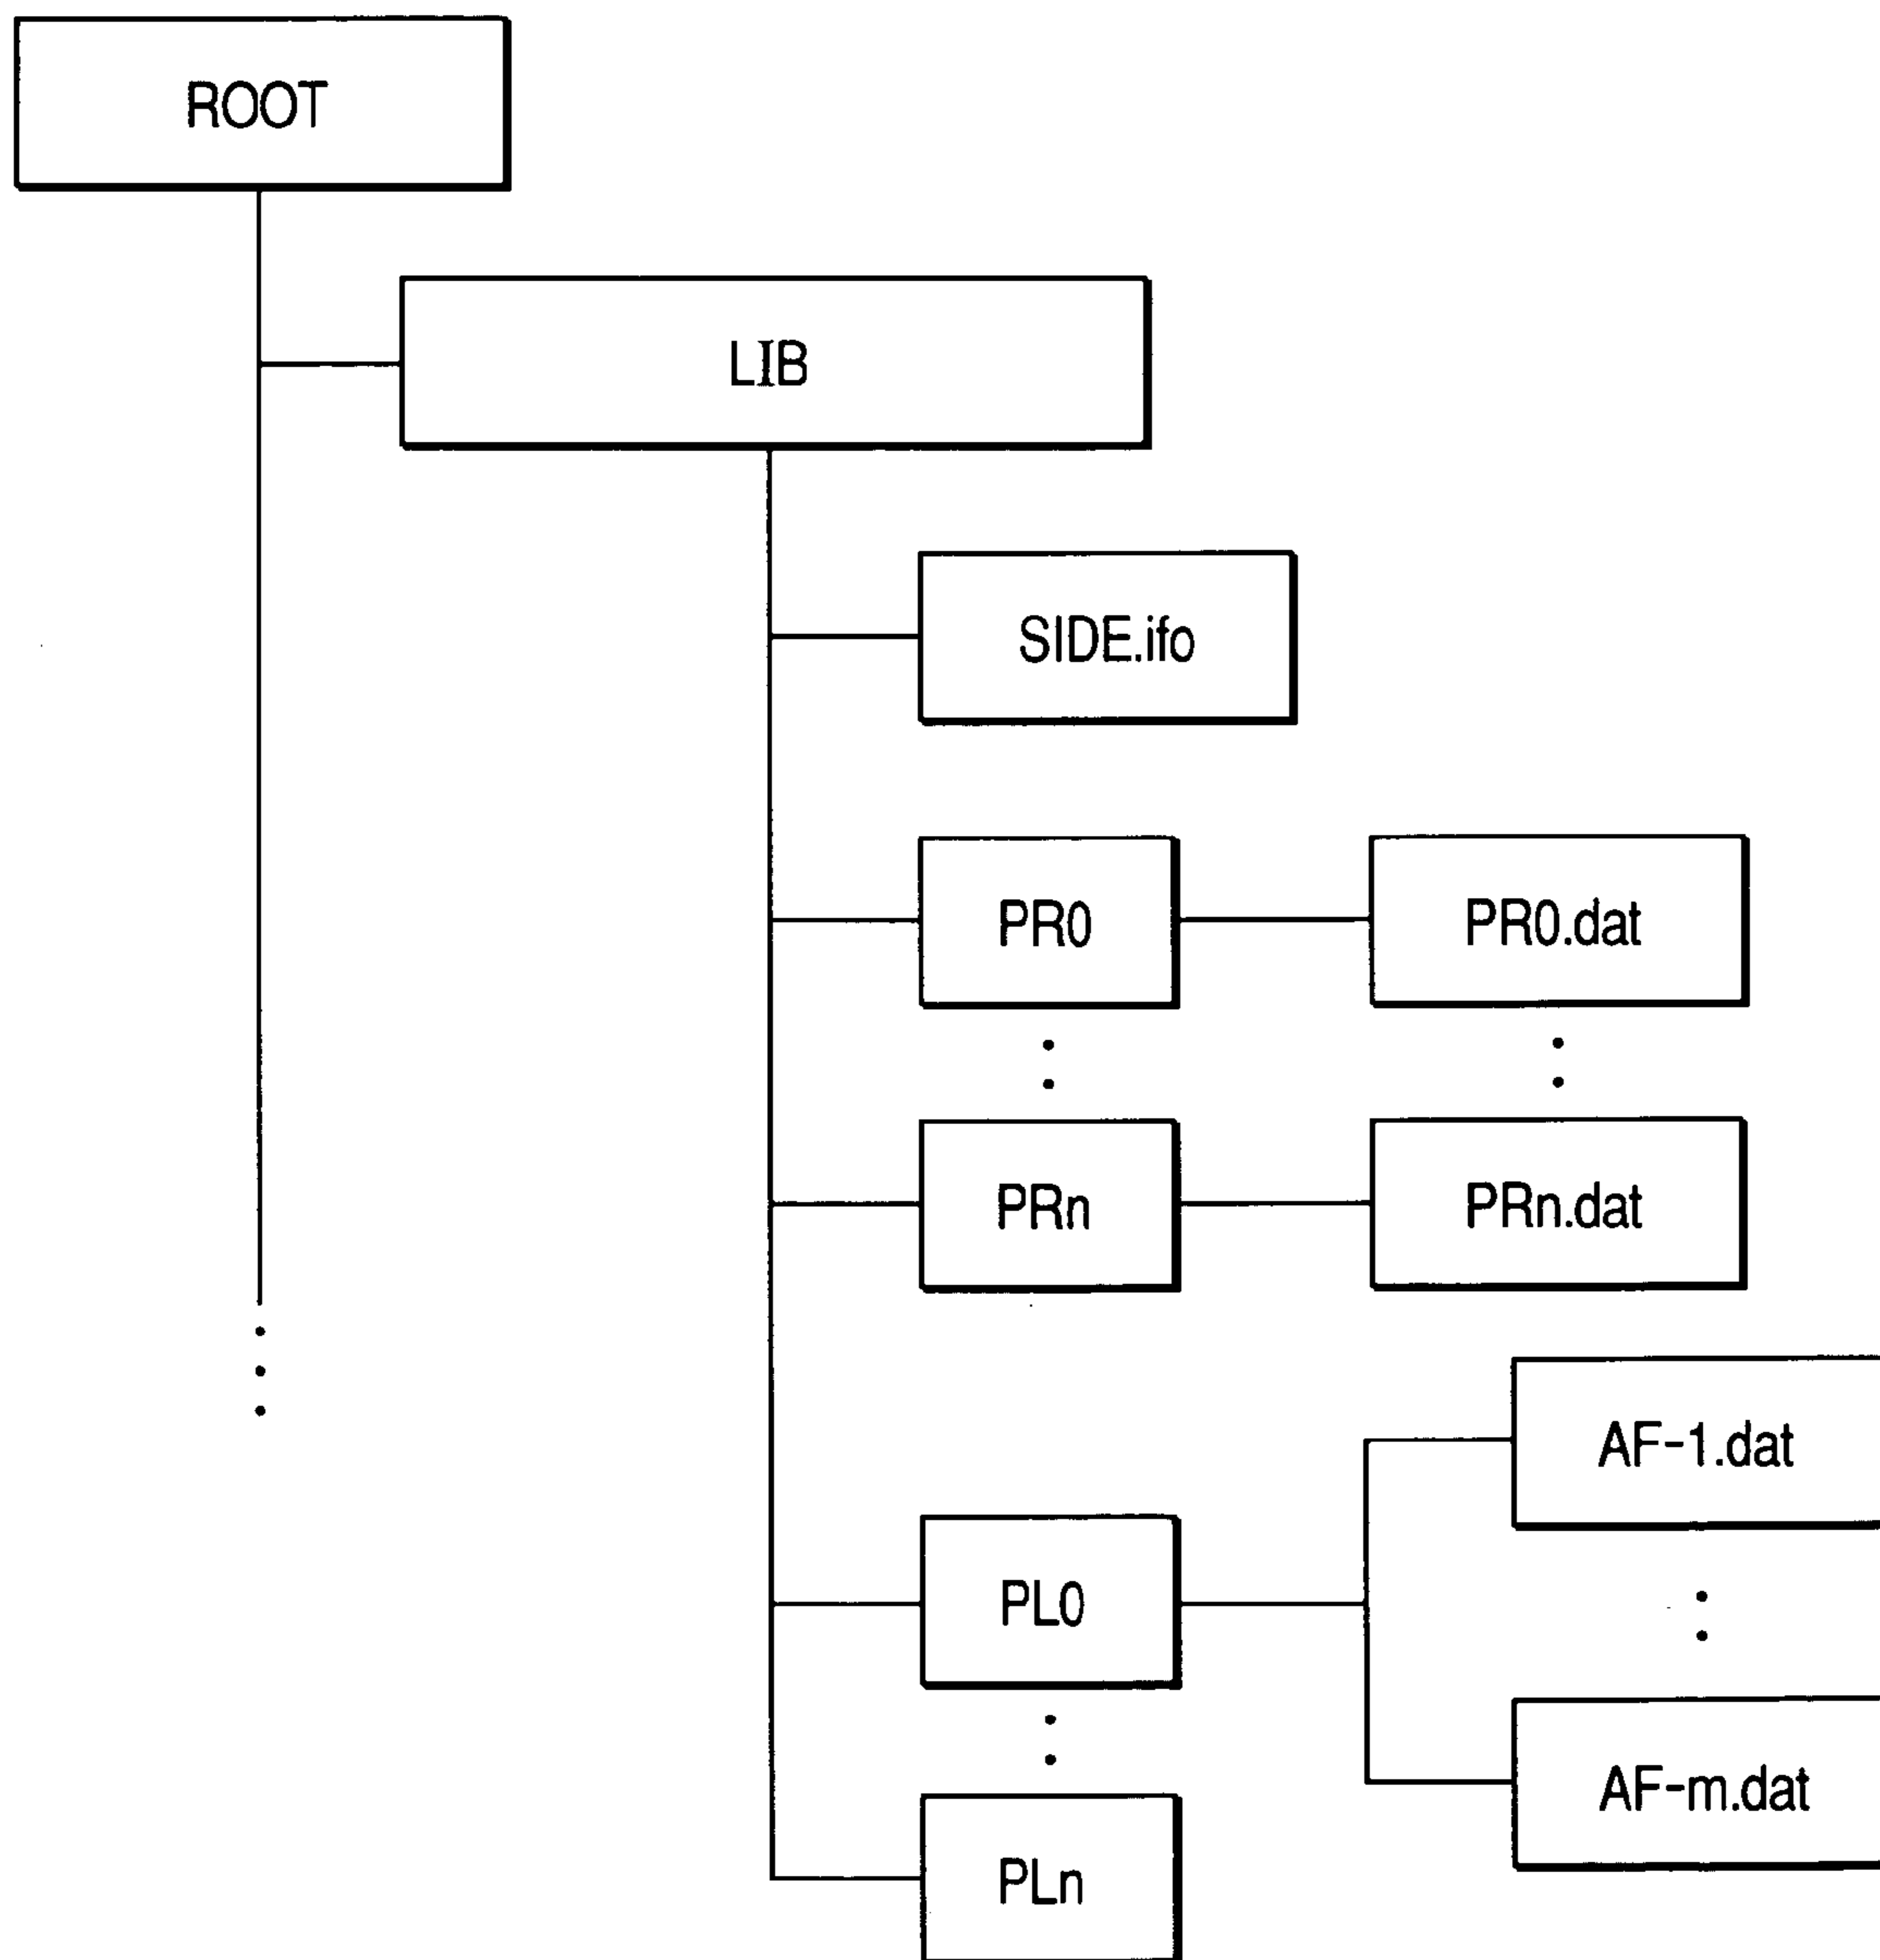 ROOT
LIB
SIDE.ifo
PR0
PR0.dat
PRn
PRn.dat
AF-1.dat
PL0
AF-m.dat
PLn